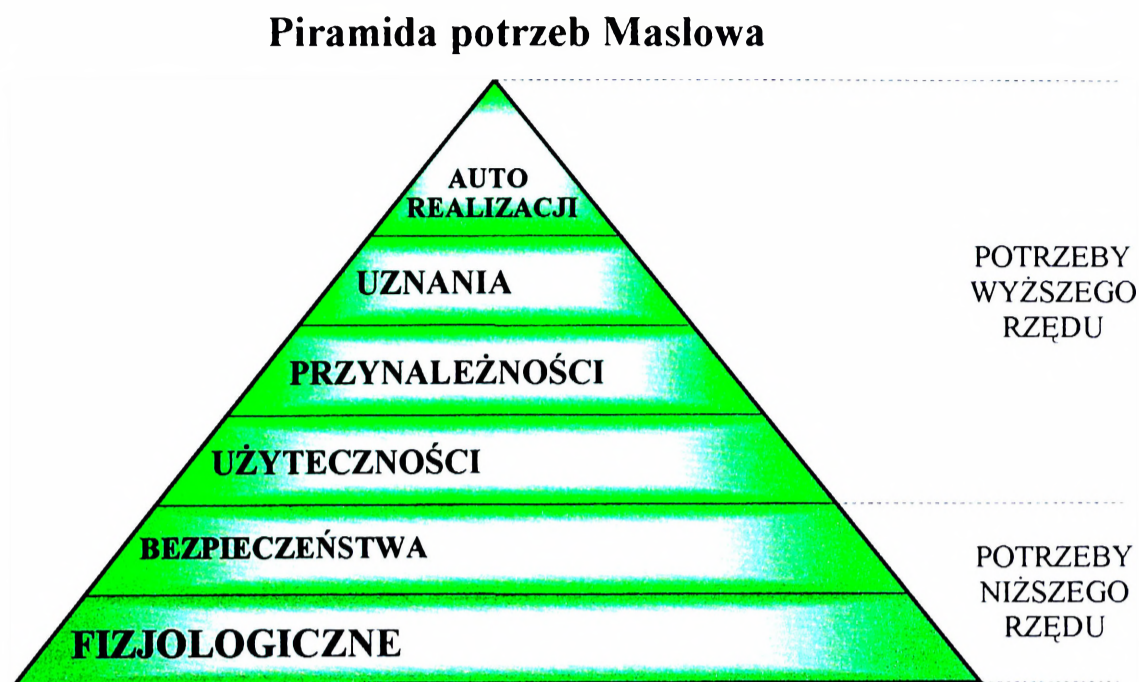 Piramida potrzeb Maslowa
AUTO
REALIZACJI
UZNANIA
PRZYNALEŻNOŚCI
UŻYTECZNOŚCI
BEZPIECZEŃSTWA
FIZJOLOGICZNE
POTRZEBY
WYŻSZEGO
RZĘDU
POTRZEBY
NIŻSZEGO
RZĘDU